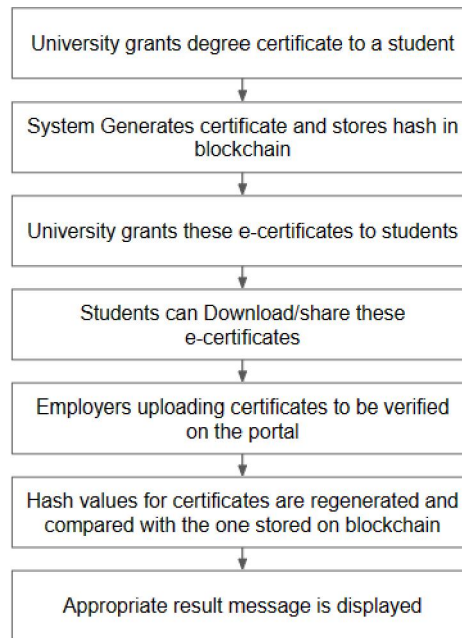 University grants degree certificate to a student
System Generates certificate and stores hash in
blockchain
University grants these e-certificates to students
Students can Download/share these
e-certificates
Employers uploading certificates to be verified
on the portal
Hash values for certificates are regenerated and
compared with the one stored on blockchain
Appropriate result message is displayed